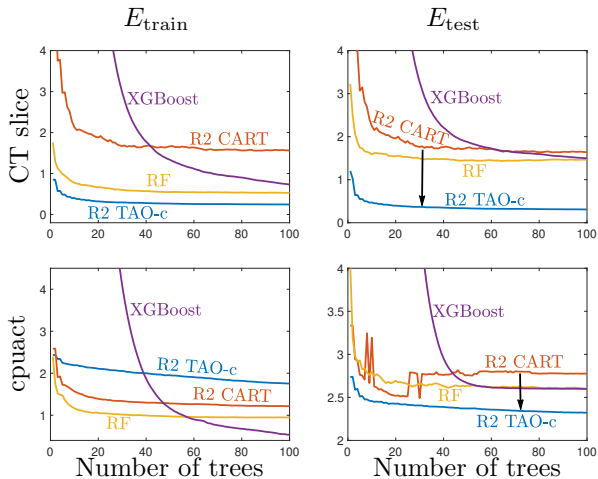 E_train E_test
CT slice
4
3
2
1
0
XGBoost
R2 CART
RF
R2 TAO-c
0 20 40 60 80 100
4
3
2
1
0
XGBoost
R2 CART
RF
R2 TAO-c
0 20 40 60 80 100
cpuact
4
3
2
1
XGBoost
R2 TAO-c
R2 CART
RF
0 20 40 60 80 100
Number of trees
4.5
4
3.5
3
2.5
2
XGBoost
R2 CART
RF
R2 TAO-c
0 20 40 60 80 100
Number of trees